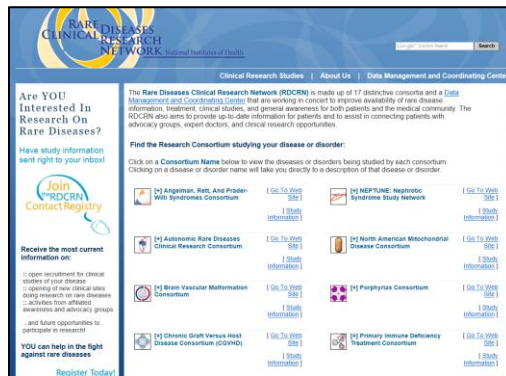 RARE DISEASES
CLINICAL RESEARCH
NETWORK National Institutes of Health
Search
Clinical Research Studies | About Us | Data Management and Coordinating Cente
Are YOU
Interested In
Research On
Rare Diseases?
Have study information
sent right to your inbox!
Join
the RDCRN
Contact Registry
Receive the most current
information on:
:: open recruitment for clinical
studies of your disease
:: opening of new clinical sites
doing research on rare diseases
:: activities from affiliated
awareness and advocacy groups
...and future opportunities to
participate in research!
YOU can help in the fight
against rare diseases
Register Today!
The Rare Diseases Clinical Research Network (RDCRN) is made up of 17 distinctive consortia and a Data
Management and Coordinating Center that are working in concert to improve availability of rare disease
information, treatment, clinical studies, and general awareness for both patients and the medical community. The
RDCRN also aims to provide up-to-date information for patients and to assist in connecting patients with
advocacy groups, expert doctors, and clinical research opportunities.
Find the Research Consortium studying your disease or disorder:
Click on a Consortium Name below to view the diseases or disorders being studied by each consortium.
Clicking on a disease or disorder name will take you directly to a description of that disease or disorder.
[+] Angelman, Rett, And Prader-
Willi Syndromes Consortium
[ Go To Web
Site ]
[ Study
Information ]
[+] NEPTUNE: Nephrotic
Syndrome Study Network
[ Go To Web
Site ]
[ Study
Information ]
[+] Autonomic Rare Diseases
Clinical Research Consortium
[ Go To Web
Site ]
[ Study
Information ]
[+] North American Mitochondrial
Disease Consortium
[ Go To Web
Site ]
[ Study
Information ]
[+] Brain Vascular Malformation
Consortium
[ Go To Web
Site ]
[ Study
Information ]
[+] Porphyrias Consortium
[ Go To Web
Site ]
[ Study
Information ]
[+] Chronic Graft Versus Host
Disease Consortium (CGVHD)
[ Go To Web
Site ]
[ Study
Information ]
[+] Primary Immune Deficiency
Treatment Consortium
[ Go To Web
Site ]
[ Study
Information ]